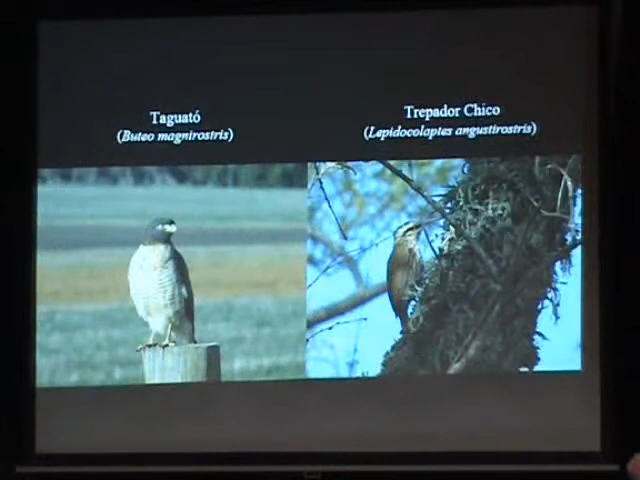 Taguató
(Buteo magnirostris)
Trepador Chico
(Lepidocolaptes angustirostris)